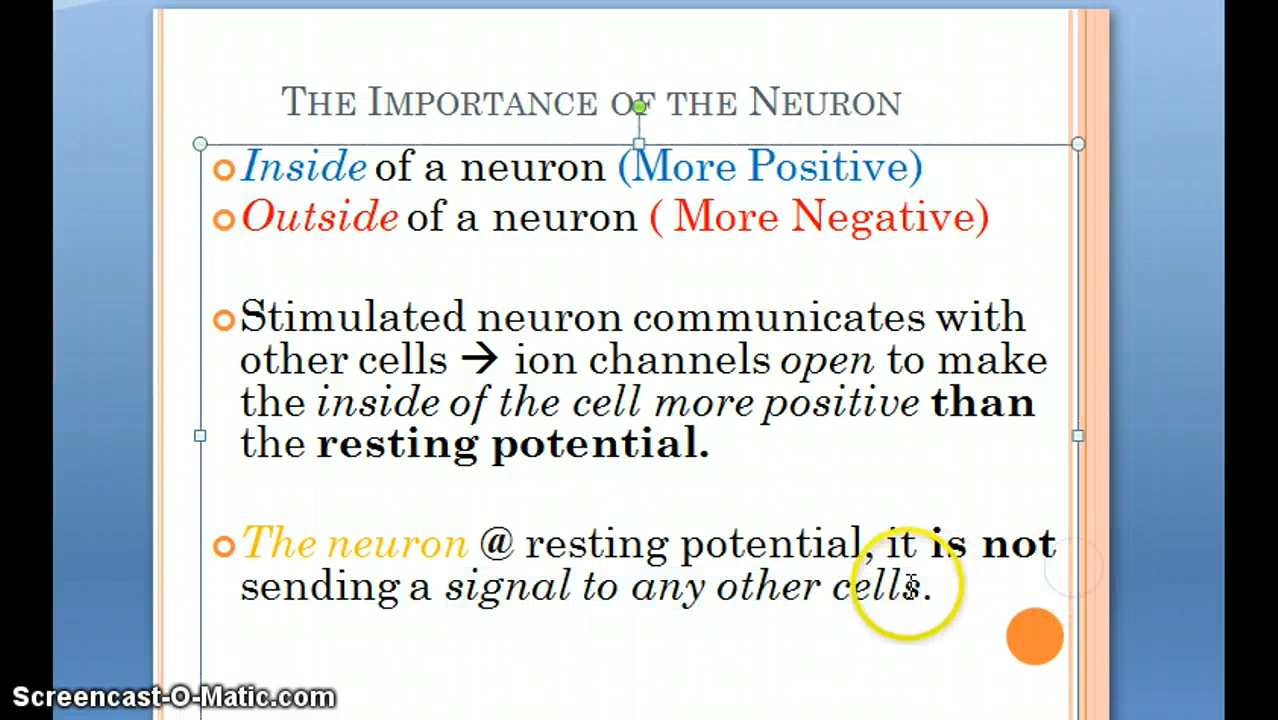 THE IMPORTANCE OF THE NEURON
Inside of a neuron (More Positive)
Outside of a neuron ( More Negative)
Stimulated neuron communicates with
other cells → ion channels open to make
the inside of the cell more positive than
the resting potential.
The neuron @ resting potential, it is not
sending a signal to any other cells.
Screencast-O-Matic.com